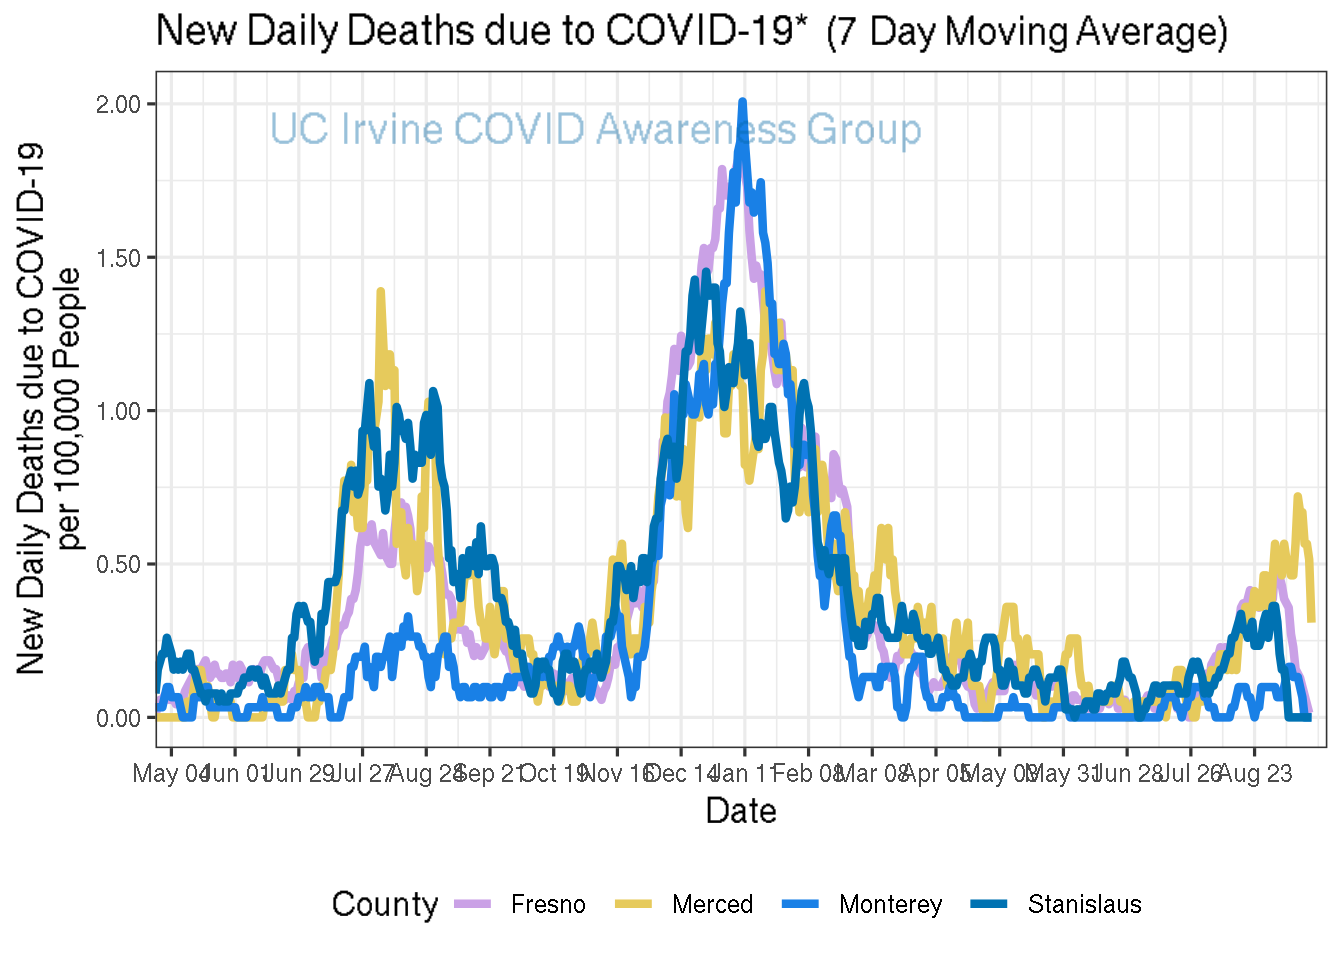 New Daily Deaths due to COVID-19* (7 Day Moving Average)
UC Irvine COVID Awareness Group
New Daily Deaths due to COVID-19
per 100,000 People
2.00
1.50
1.00
0.50
0.00
May 04 Jun 01 Jun 29 Jul 27 Aug 24 Sep 21 Oct 19 Nov 16 Dec 14 Jan 11 Feb 08 Mar 08 Apr 05 May 03 May 31 Jun 28 Jul 26 Aug 23
Date
County Fresno Merced Monterey Stanislaus